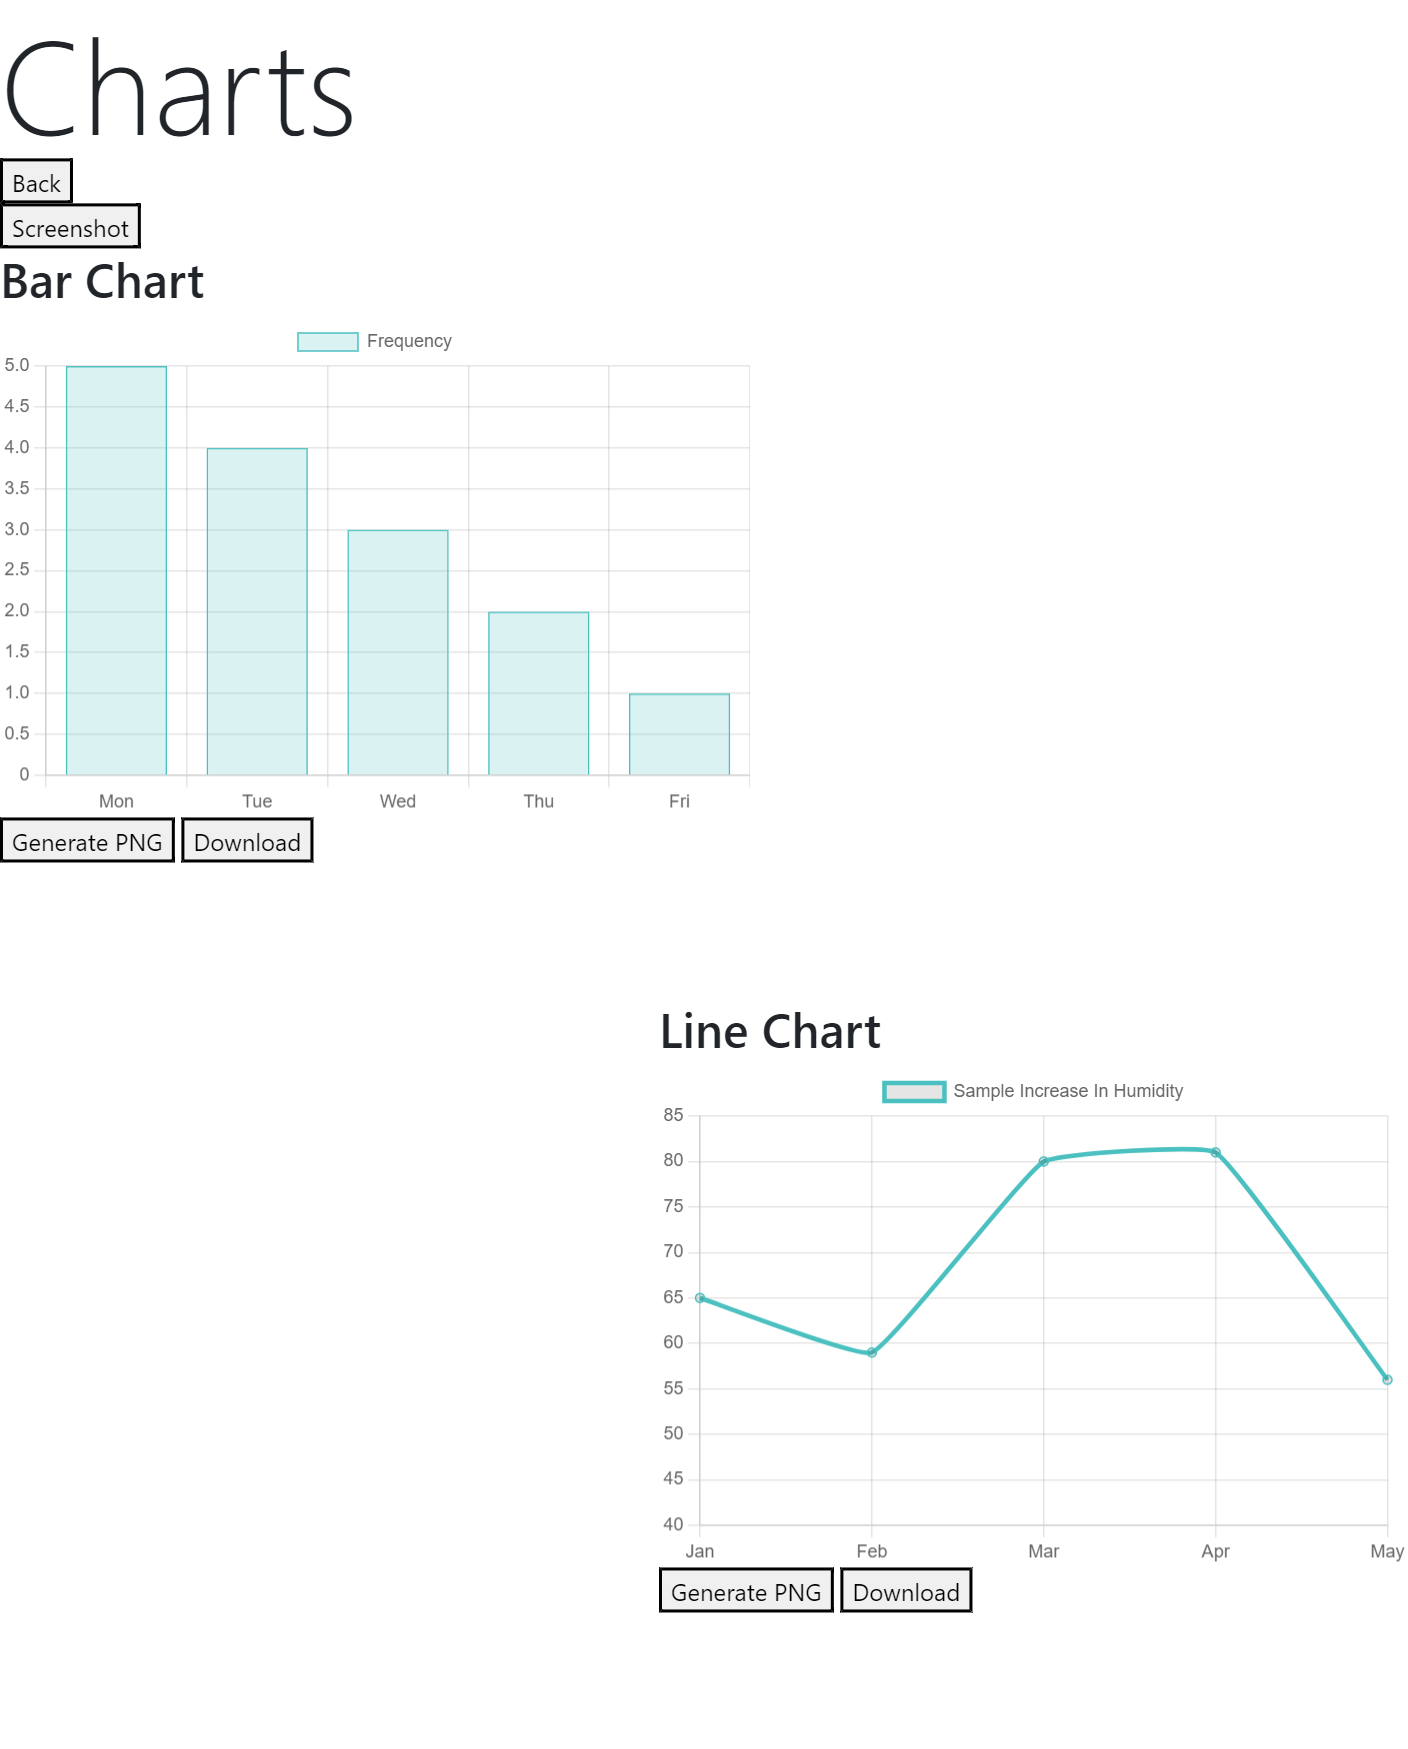 Charts
Back
Screenshot
Bar Chart
Frequency
5.0
4.5
4.0
3.5
3.0
2.5
2.0
1.5
1.0
0.5
0
Mon Tue Wed Thu Fri
Generate PNG Download
Line Chart
Sample Increase In Humidity
85
80
75
70
65
60
55
50
45
40
Jan Feb Mar Apr May
Generate PNG Download